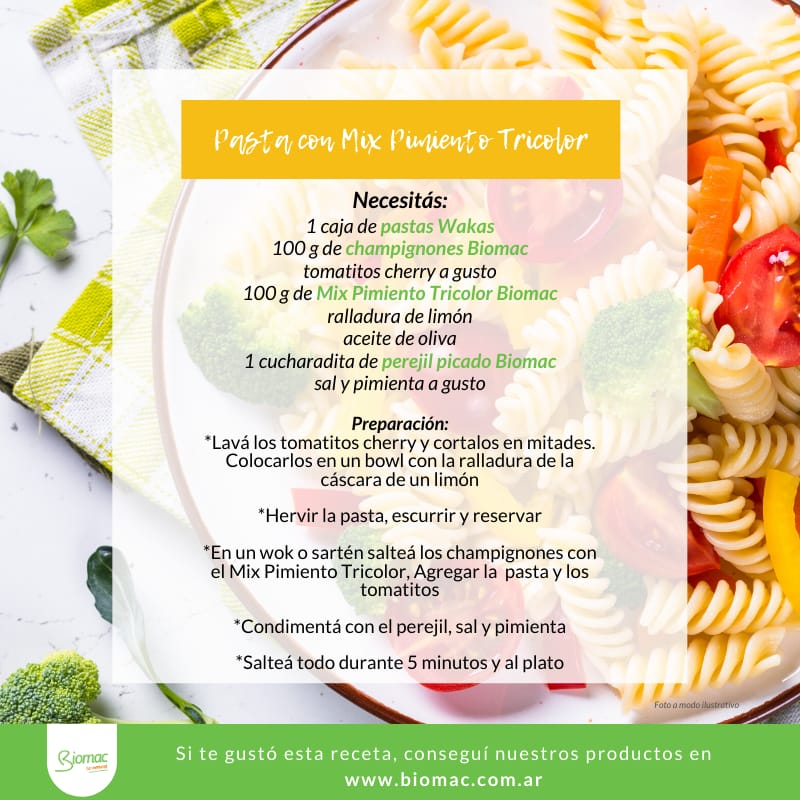 Pasta con Mix Pimiento Tricolor
Necesitás:
1 caja de pastas Wakas
100 g de champignones Biomac
tomatitos cherry a gusto
100 g de Mix Pimiento Tricolor Biomac
ralladura de limón
aceite de oliva
1 cucharadita de perejil picado Biomac
sal y pimienta a gusto
Preparación:
*Lavá los tomatitos cherry y cortalos en mitades.
Colocarlos en un bowl con la ralladura de la
cáscara de un limón
*Hervir la pasta, escurrir y reservar
*En un wok o sartén salteá los champignones con
el Mix Pimiento Tricolor, Agregar la pasta y los
tomatitos
*Condimentá con el perejil, sal y pimienta
*Salteá todo durante 5 minutos y al plato
Foto a modo ilustrativo
Biomac
Si te gustó esta receta, conseguí nuestros productos en
www.biomac.com.ar